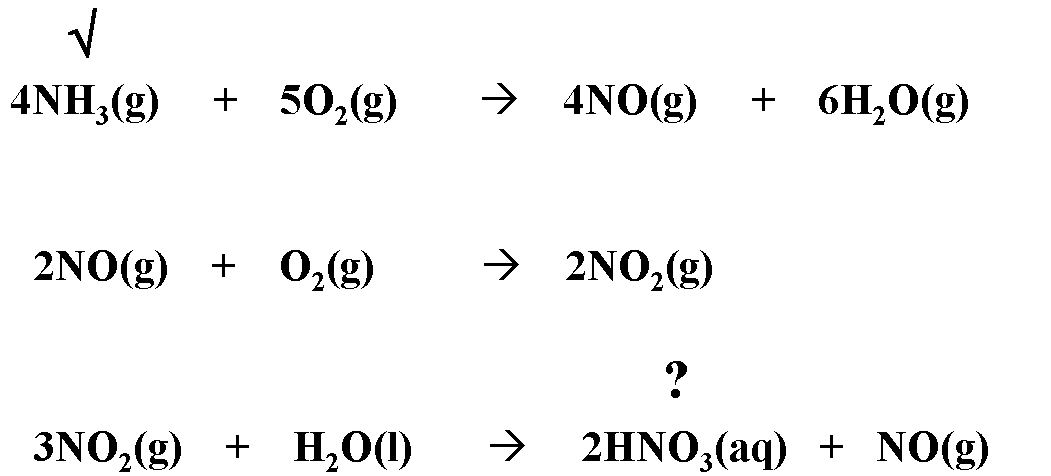 √
4NH₃(g) + 5O₂(g) → 4NO(g) + 6H₂O(g)
2NO(g) + O₂(g) → 2NO₂(g)
?
3NO₂(g) + H₂O(l) → 2HNO₃(aq) + NO(g)